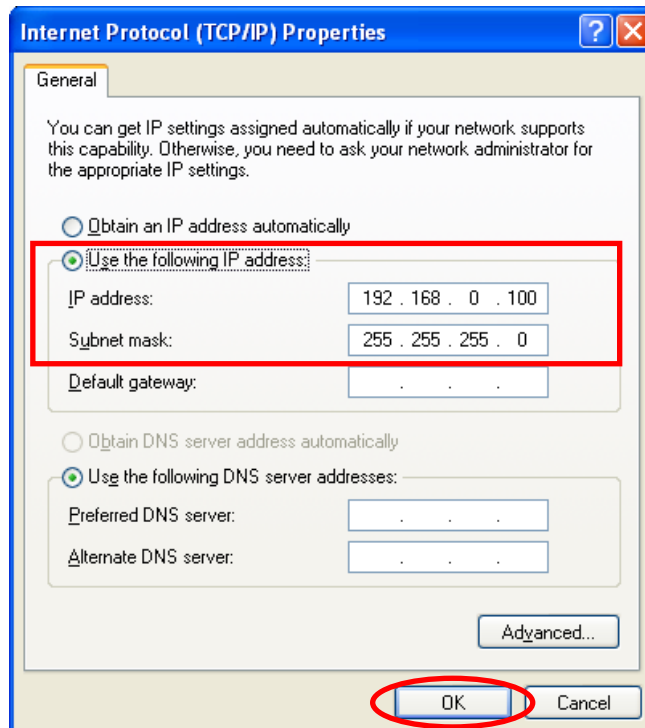 Internet Protocol (TCP/IP) Properties
General
You can get IP settings assigned automatically if your network supports
this capability. Otherwise, you need to ask your network administrator for
the appropriate IP settings.
Obtain an IP address automatically
Use the following IP address:
IP address: 192 . 168 . 0 . 100
Subnet mask: 255 . 255 . 255 . 0
Default gateway: . . .
Obtain DNS server address automatically
Use the following DNS server addresses:
Preferred DNS server: . . .
Alternate DNS server: . . .
Advanced...
OK Cancel